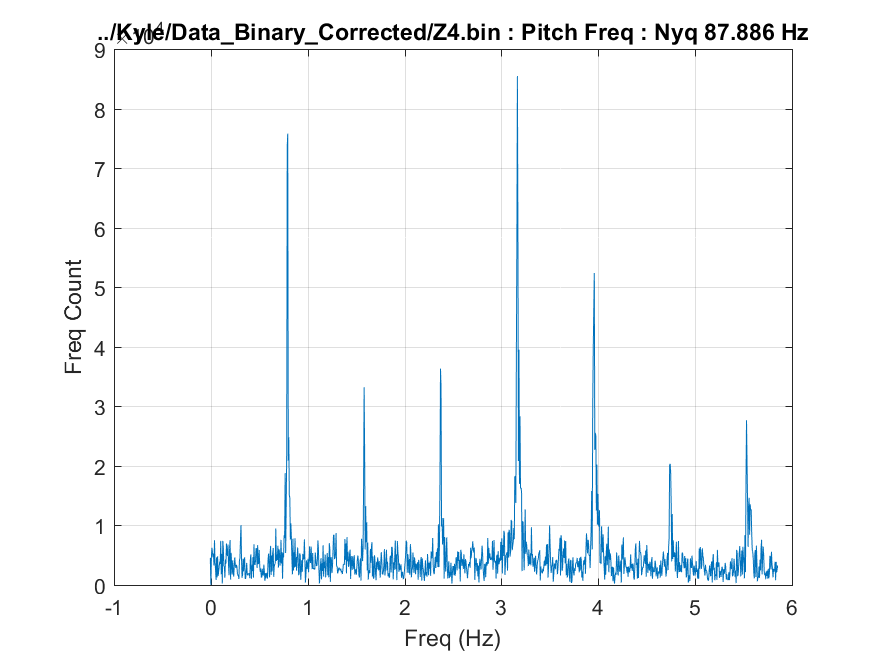 ../Kyle/Data_Binary_Corrected/Z4.bin : Pitch Freq : Nyq 87.886 Hz
×10⁴
9
8
7
6
5
4
3
2
1
0
Freq Count
-1 0 1 2 3 4 5 6
Freq (Hz)